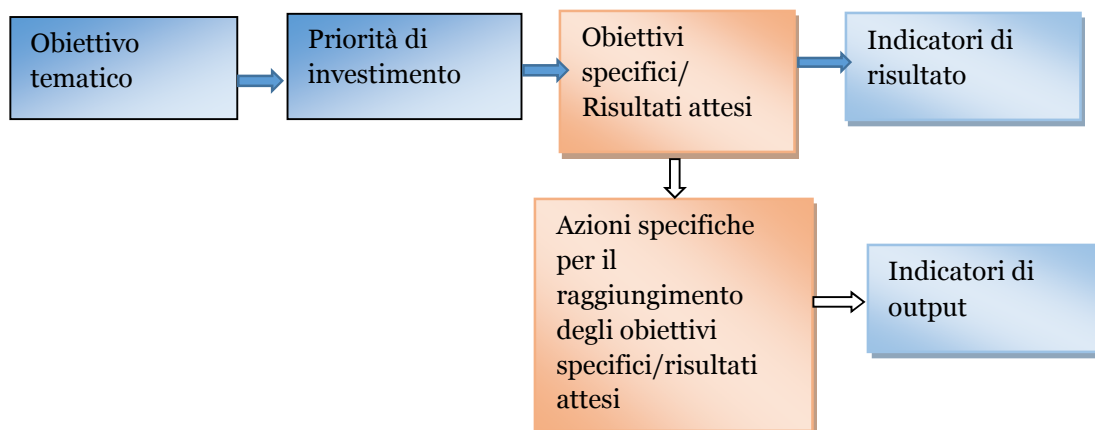 Obiettivo
tematico
Priorità di
investimento
Obiettivi
specifici/
Risultati attesi
Indicatori di
risultato
Azioni specifiche
per il
raggiungimento
degli obiettivi
specifici/risultati
attesi
Indicatori di
output